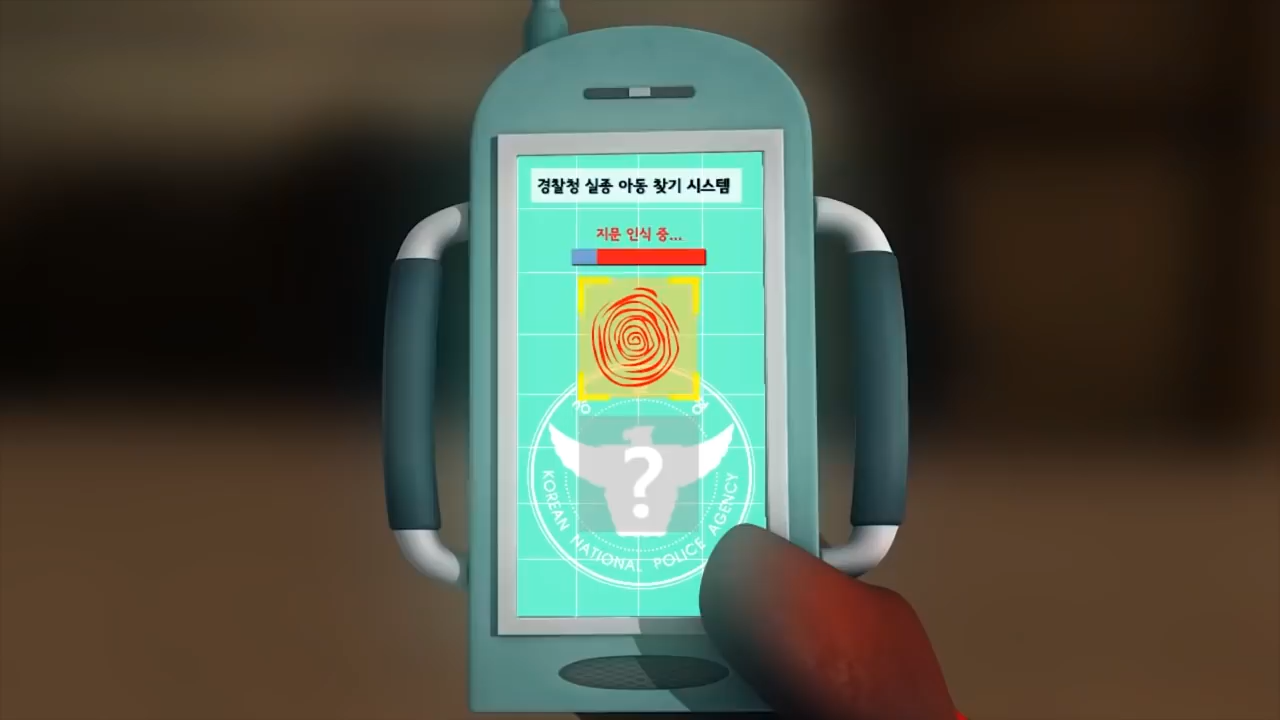 경찰청 실종 아동 찾기 시스템
지문 인식 중...
?
KOREAN NATIONAL POLICE AGENCY